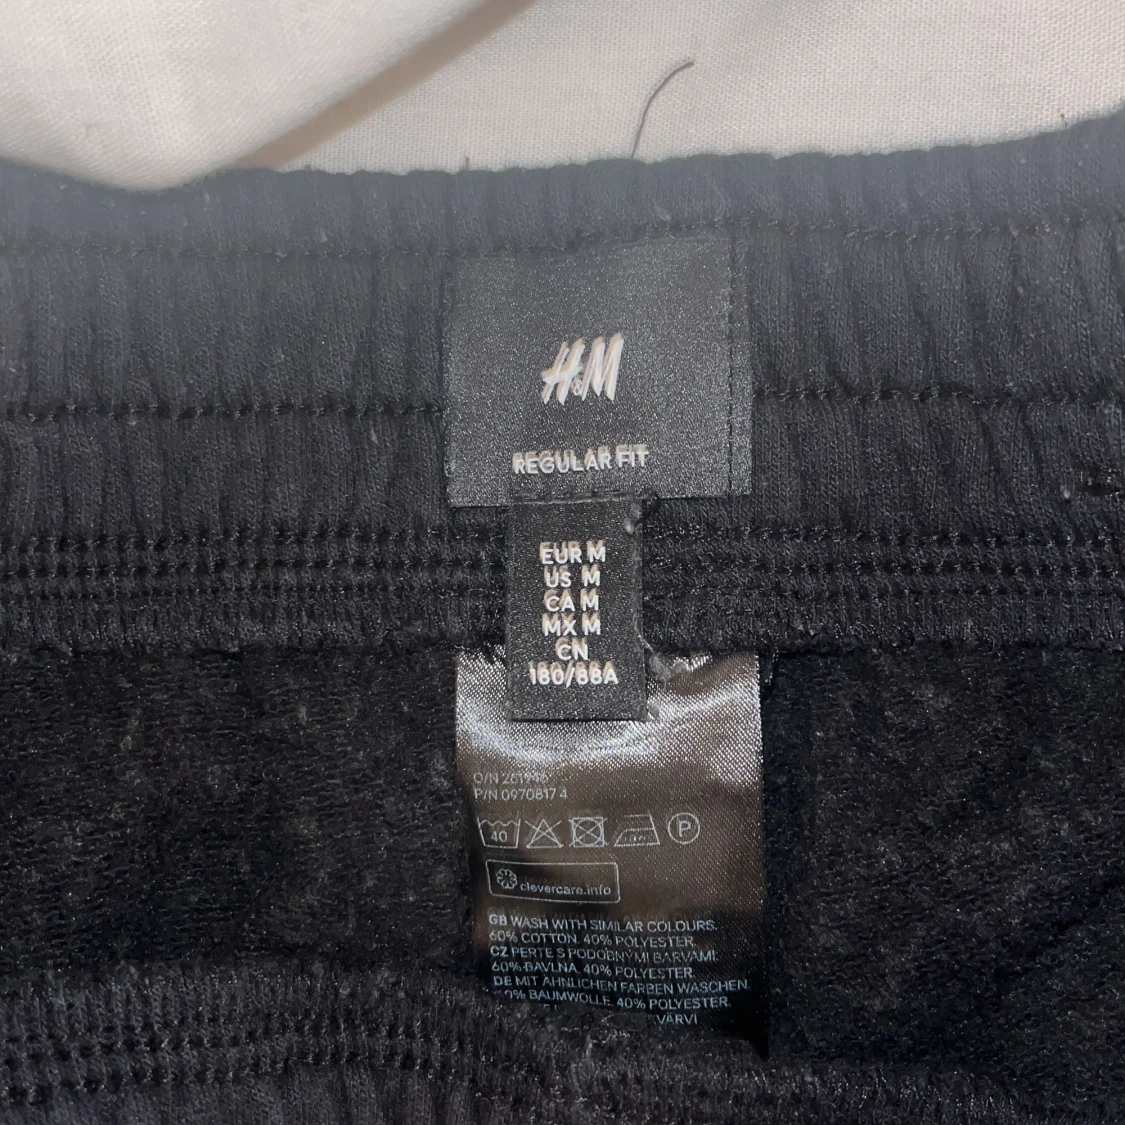 H&M
REGULAR FIT
EUR M
US M
CA M
MX M
CN
180/88A
O/N
P/N 0970817 4
40
P
clevercare.info
GB WASH WITH SIMILAR COLOURS.
60% COTTON. 40% POLYESTER
CZ PERTE S PODOBNÝMI BARVAMI.
60% BAVLNA. 40% POLYESTER
DE MIT ÄHNLICHEN FARBEN WASCHEN.
BAUMWOLLE. 40% POLYESTER.
VÄRVI